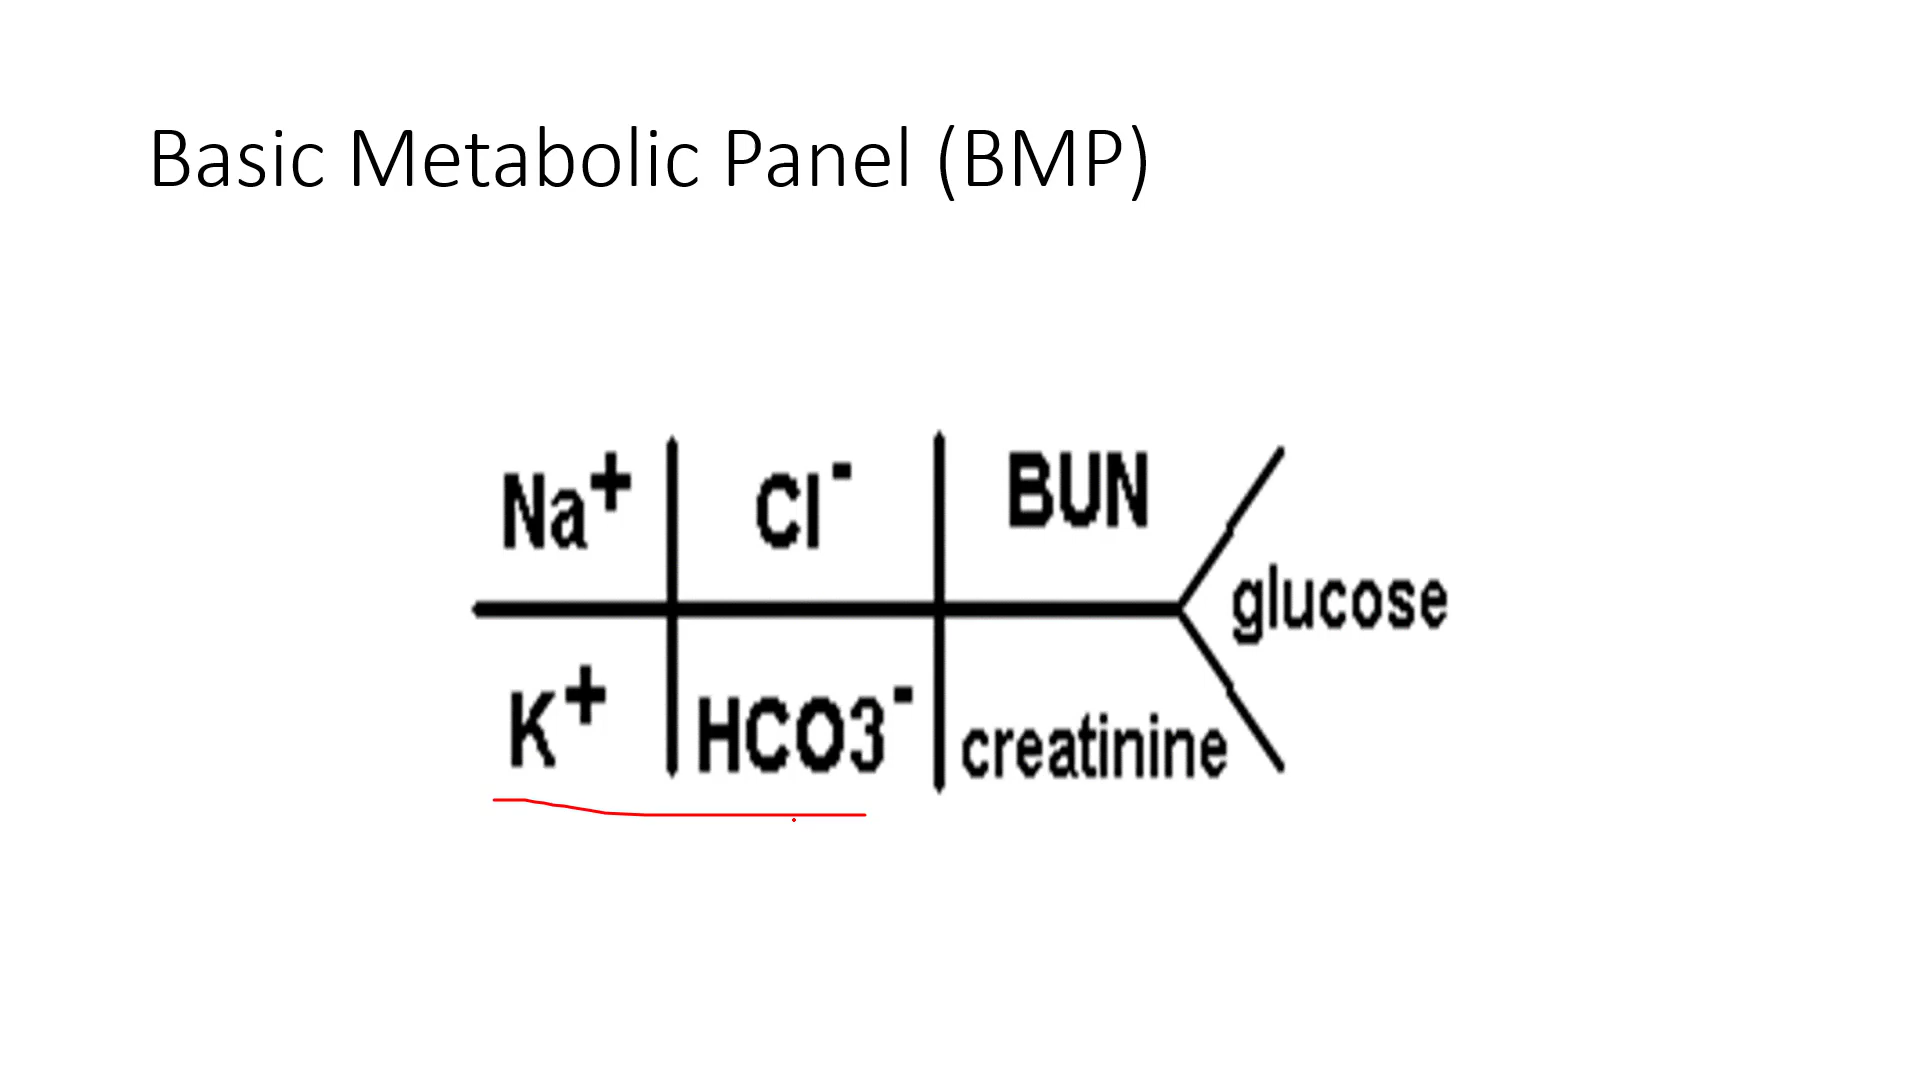 Basic Metabolic Panel (BMP)
Na+ Cl- BUN
glucose
K+ HCO3- creatinine